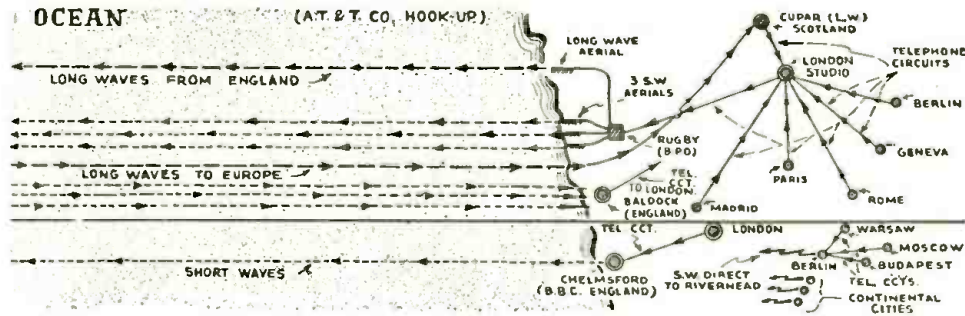 OCEAN
(A.T. & T. CO. HOOK-UP)
LONG WAVE
AERIAL
CUPAR (L.W.)
SCOTLAND
TELEPHONE
CIRCUITS
LONDON
STUDIO
LONG WAVES FROM ENGLAND
3 S.W.
AERIALS
BERLIN
RUGBY
(B.P.O.)
GENEVA
LONG WAVES TO EUROPE
PARIS
TEL.
CCT.
TO LONDON
BALDOCK
(ENGLAND)
MADRID
ROME
TEL. CCT.
LONDON
WARSAW
MOSCOW
BERLIN
BUDAPEST
SHORT WAVES
CHELMSFORD
(B.B.C. ENGLAND)
S.W. DIRECT
TO RIVERHEAD
TEL. CCTS.
CONTINENTAL
CITIES